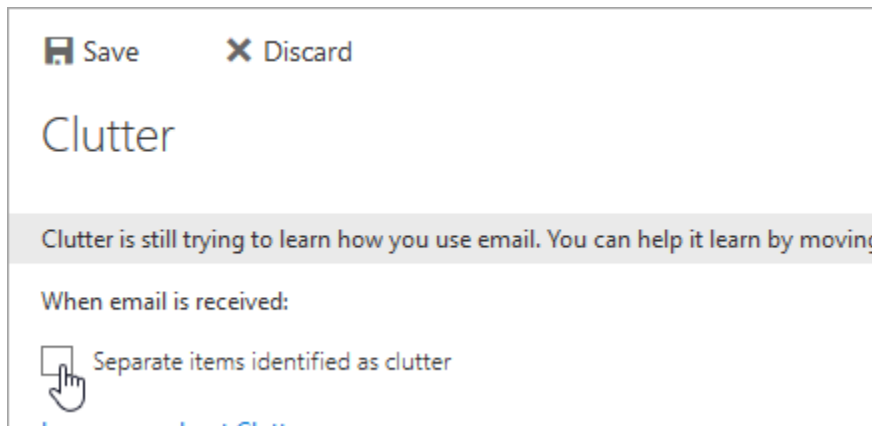 Save
Discard
Clutter
Clutter is still trying to learn how you use email. You can help it learn by moving
When email is received:
Separate items identified as clutter